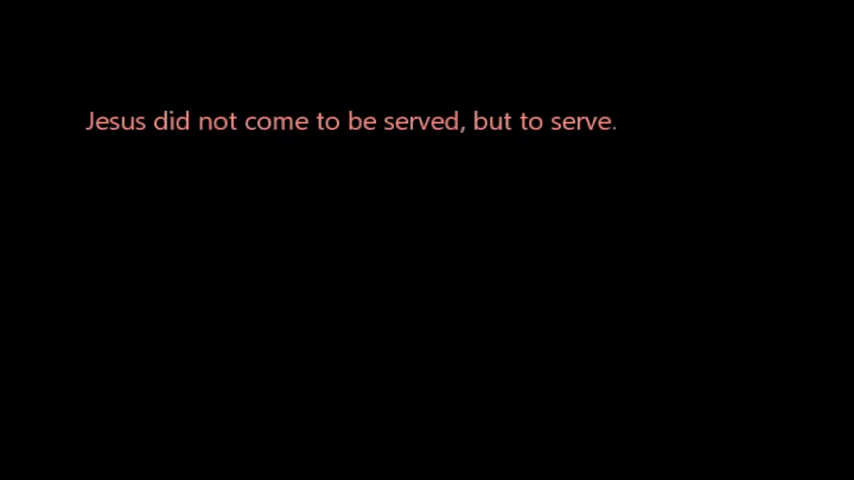 Jesus did not come to be served, but to serve.